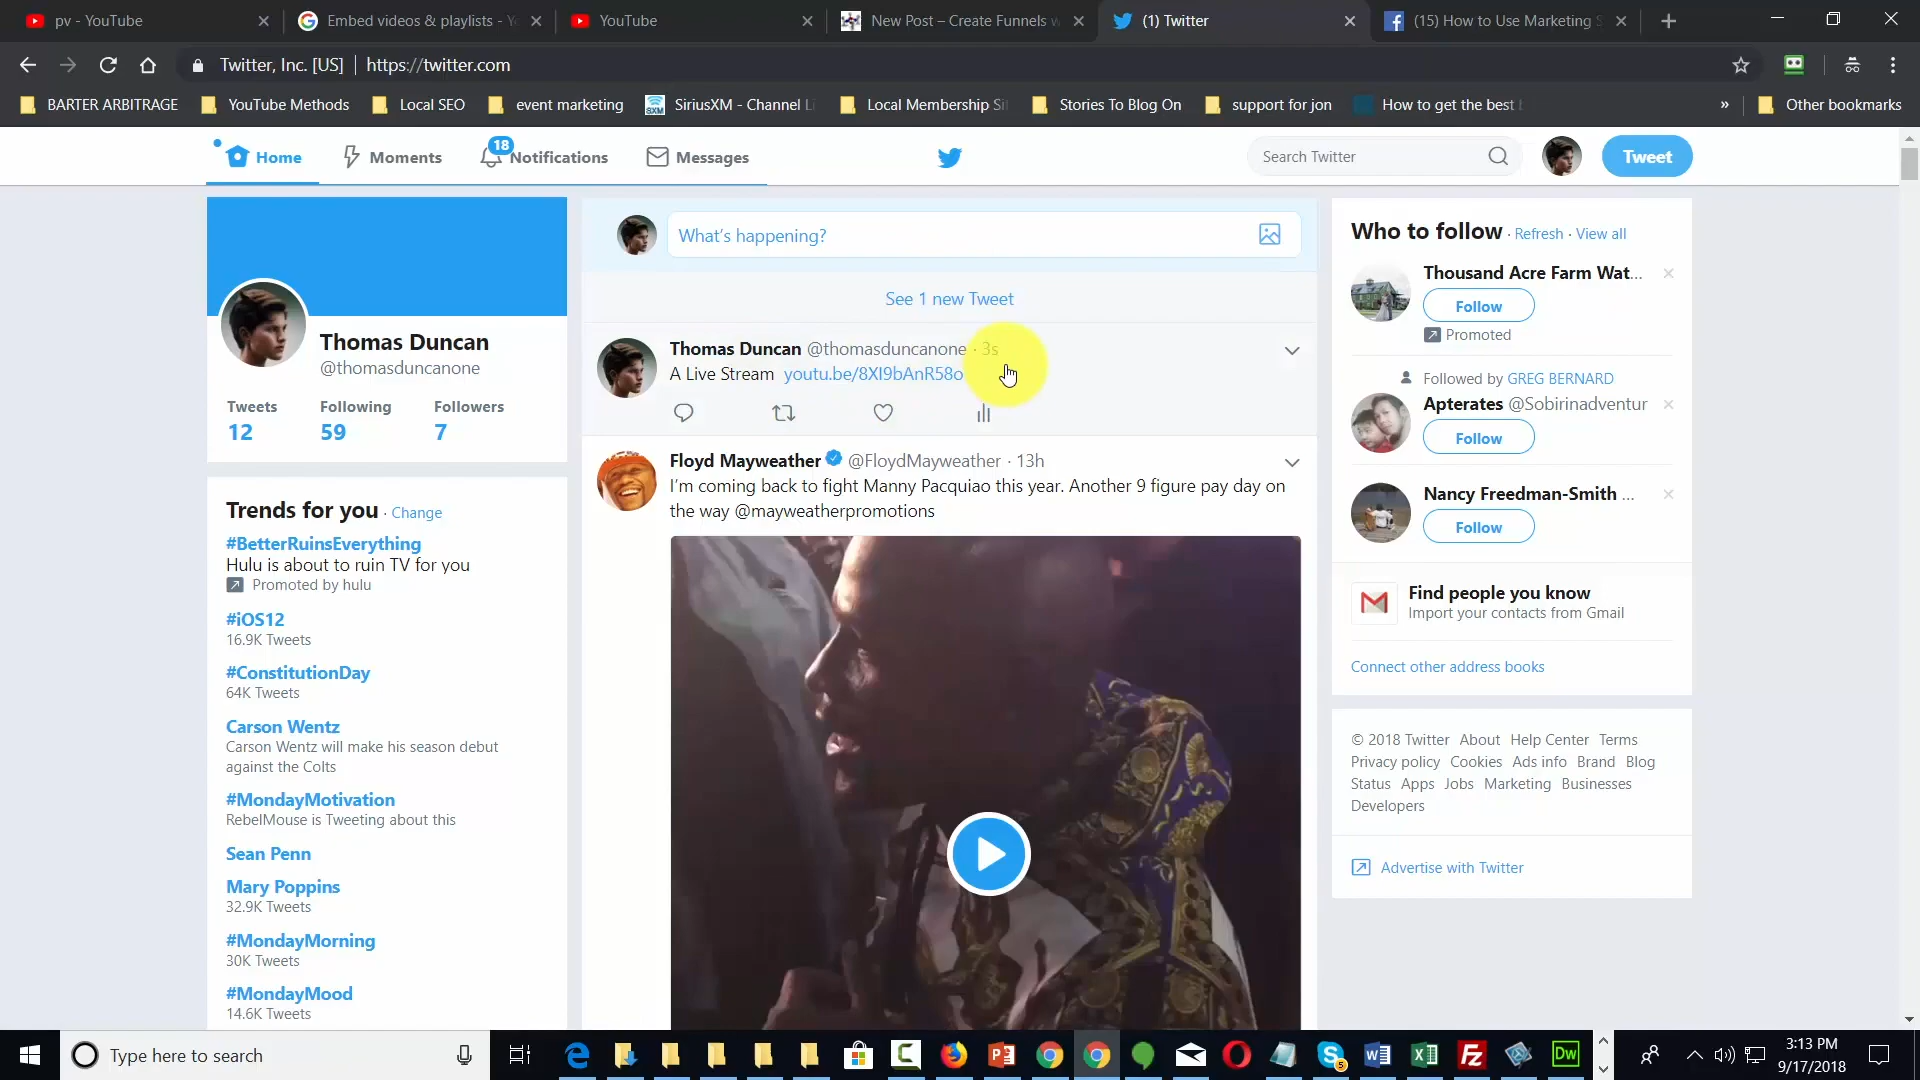 pv - YouTube
Embed videos & playlists -
YouTube
New Post – Create Funnels
(1) Twitter
(15) How to Use Marketing
Twitter, Inc. [US] https://twitter.com
BARTER ARBITRAGE
YouTube Methods
Local SEO
event marketing
SiriusXM - Channel
Local Membership
Stories To Blog On
support for jon
How to get the best
»
Other bookmarks
Home
Moments
18
Notifications
Messages
Search Twitter
Tweet
Thomas Duncan
@thomasduncanone
Tweets Following Followers
12 59 7
Trends for you · Change
#BetterRuinsEverything
Hulu is about to ruin TV for you
Promoted by hulu
#iOS12
16.9K Tweets
#ConstitutionDay
64K Tweets
Carson Wentz
Carson Wentz will make his season debut
against the Colts
#MondayMotivation
RebelMouse is Tweeting about this
Sean Penn
Mary Poppins
32.9K Tweets
#MondayMorning
30K Tweets
#MondayMood
14.6K Tweets
What's happening?
See 1 new Tweet
Thomas Duncan @thomasduncanone · 3s
A Live Stream youtu.be/8XI9bAnR58o
Floyd Mayweather @FloydMayweather · 13h
I'm coming back to fight Manny Pacquiao this year. Another 9 figure pay day on
the way @mayweatherpromotions
Who to follow · Refresh · View all
Thousand Acre Farm Wat...
Follow
Promoted
Followed by GREG BERNARD
Apterates @Sobirinadventur
Follow
Nancy Freedman-Smith ...
Follow
Find people you know
Import your contacts from Gmail
Connect other address books
© 2018 Twitter About Help Center Terms
Privacy policy Cookies Ads info Brand Blog
Status Apps Jobs Marketing Businesses
Developers
Advertise with Twitter
Type here to search
5
Dw
3:13 PM
9/17/2018